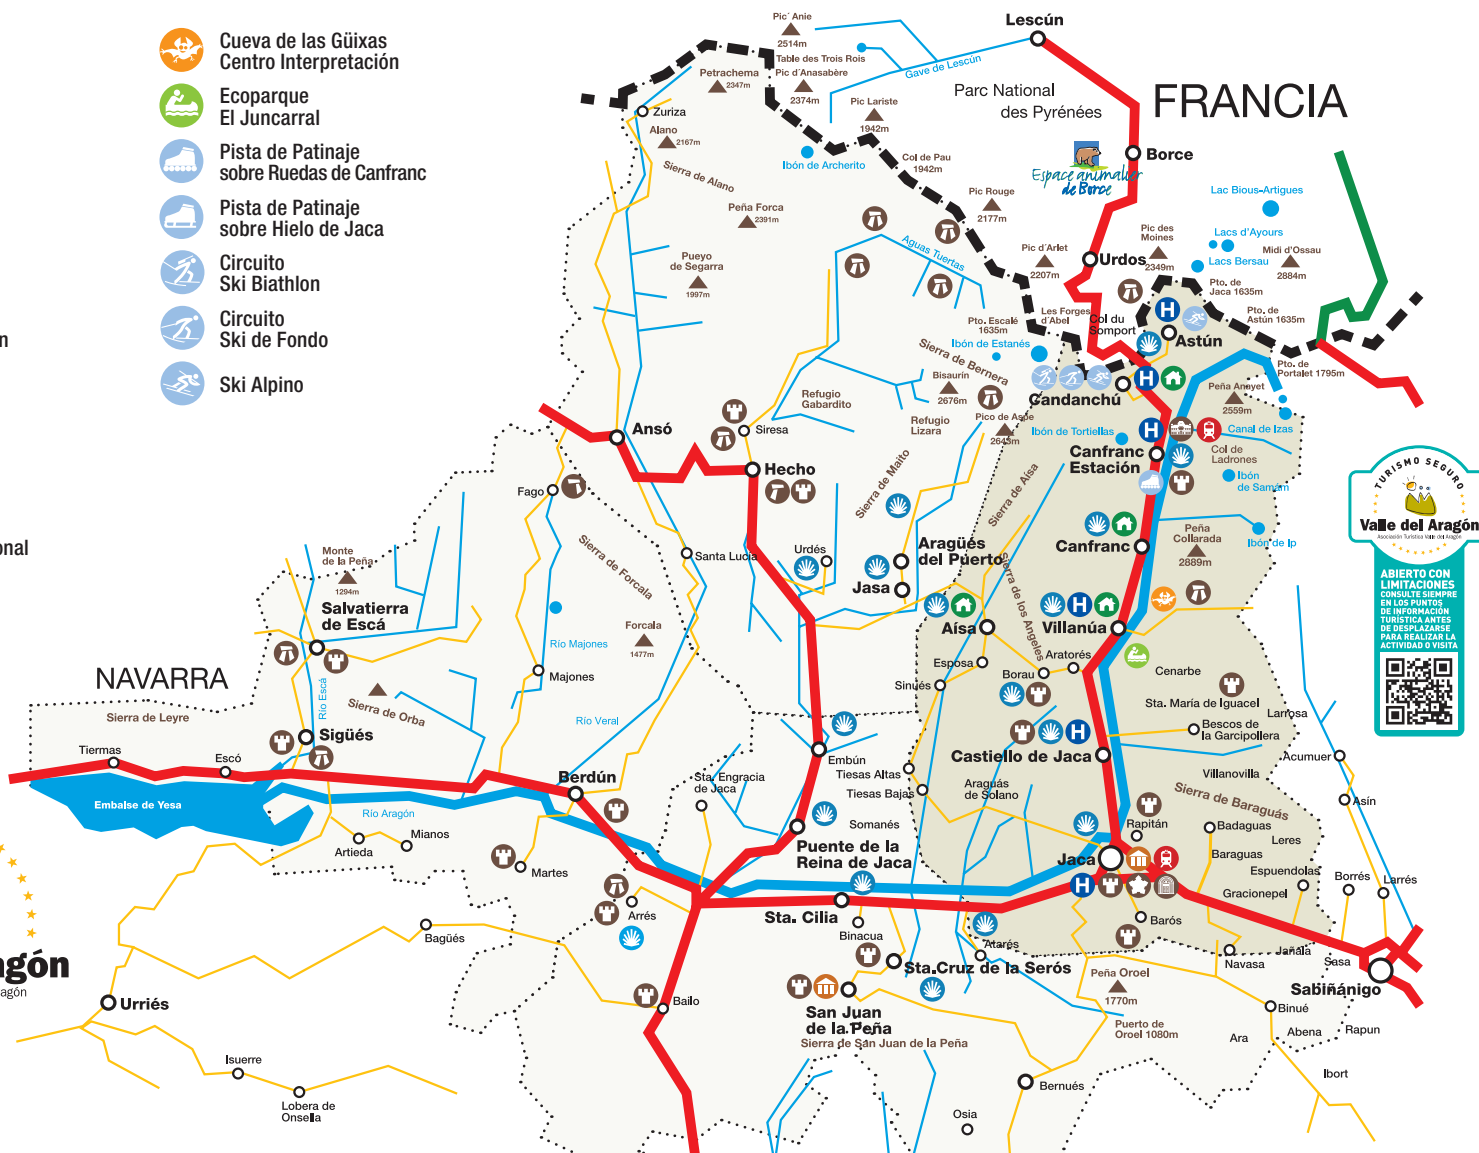 Cueva de las Güixas
Centro Interpretación
Ecoparque
El Juncarral
Pista de Patinaje
sobre Ruedas de Canfranc
Pista de Patinaje
sobre Hielo de Jaca
Circuito
Ski Biathlon
Circuito
Ski de Fondo
Ski Alpino
n
onal
Pic´ Anie
2514m
Table des Trois Rois
Pic d'Anasabère
2374m
Petrachema
2347m
Pic Lariste
1942m
Gave de Lescún
Lescún
Parc National
des Pyrénées
FRANCIA
Zuriza
Alano
2167m
Sierra de Alano
Ibón de Archerito
Col de Pau
1942m
Borce
Espace animalier
de Borce
Peña Forca
2391m
Pic Rouge
2177m
Lac Bious-Artigues
Lacs d'Ayours
Lacs Bersau
Midi d'Ossau
2884m
Pic des
Moines
2349m
Pic d'Arlet
2207m
Urdos
Aguas Tuertas
Pueyo
de Segarra
1997m
Pto. de
Jaca 1635m
Pto. de
Astún 1635m
Les Forges
d'Abel
Col du
Somport
Pto. Escalé
1635m
Ibón de Estanés
Astún
Pto. de
Portalet 1795m
Sierra de Bernera
Bisaurín
2676m
Candanchú
Peña Aneyet
2559m
Refugio
Gabardito
Refugio
Lizara
Pico de Aspe
2645m
Ibón de Tortiellas
Canal de Izas
Ansó
Siresa
Canfranc
Estación
Col de
Ladrones
Ibón
de Samám
Hecho
Sierra de Maito
Sierra de Aísa
Fago
TURISMO SEGURO
Valle del Aragón
Asociación Turística Valle del Aragón
ABIERTO CON
LIMITACIONES
CONSULTE SIEMPRE
EN LOS PUNTOS
DE INFORMACIÓN
TURÍSTICA ANTES
DE DESPLAZARSE
PARA REALIZAR LA
ACTIVIDAD O VISITA
Monte
de la Peña
1294m
Sierra de Forcala
Santa Lucía
Urdés
Aragüés
del Puerto
Jasa
Canfranc
Peña
Collarada
2889m
Ibón de Ip
Salvatierra
de Escá
Forcala
1477m
Río Majones
Aísa
Sierra de los Angeles
Villanúa
Majones
Esposa
Sinués
Borau
Aratorés
Cenarbe
NAVARRA
Sierra de Leyre
Río Escá
Sierra de Orba
Río Veral
Sta. María de Iguacel
Larrosa
Bescos de
la Garcipollera
Sigüés
Tiermas
Escó
Embún
Castiello de Jaca
Acumuer
Berdún
Sta. Engracia
de Jaca
Tiesas Altas
Tiesas Bajas
Araguás
de Solano
Villanovilla
Sierra de Baraguás
Asín
Embalse de Yesa
Río Aragón
Mianos
Artieda
Somanés
Puente de la
Reina de Jaca
Rapitán
Badaguas
Leres
Baraguas
Jaca
Espuendolas
Martes
Gracionepel
Borrés
Larrés
Arrés
Sta. Cilia
Binacua
Barós
Bagüés
Atarés
Navasa
Jañala
Sasa
Sta.Cruz de la Serós
Peña Oroel
1770m
Sabiñánigo
agón
agón
Urriés
Bailo
San Juan
de la Peña
Sierra de San Juan de la Peña
Puerto de
Oroel 1080m
Binué
Ara
Abena
Rapun
Isuerre
Lobera de
Onsella
Bernués
Ibort
Osia